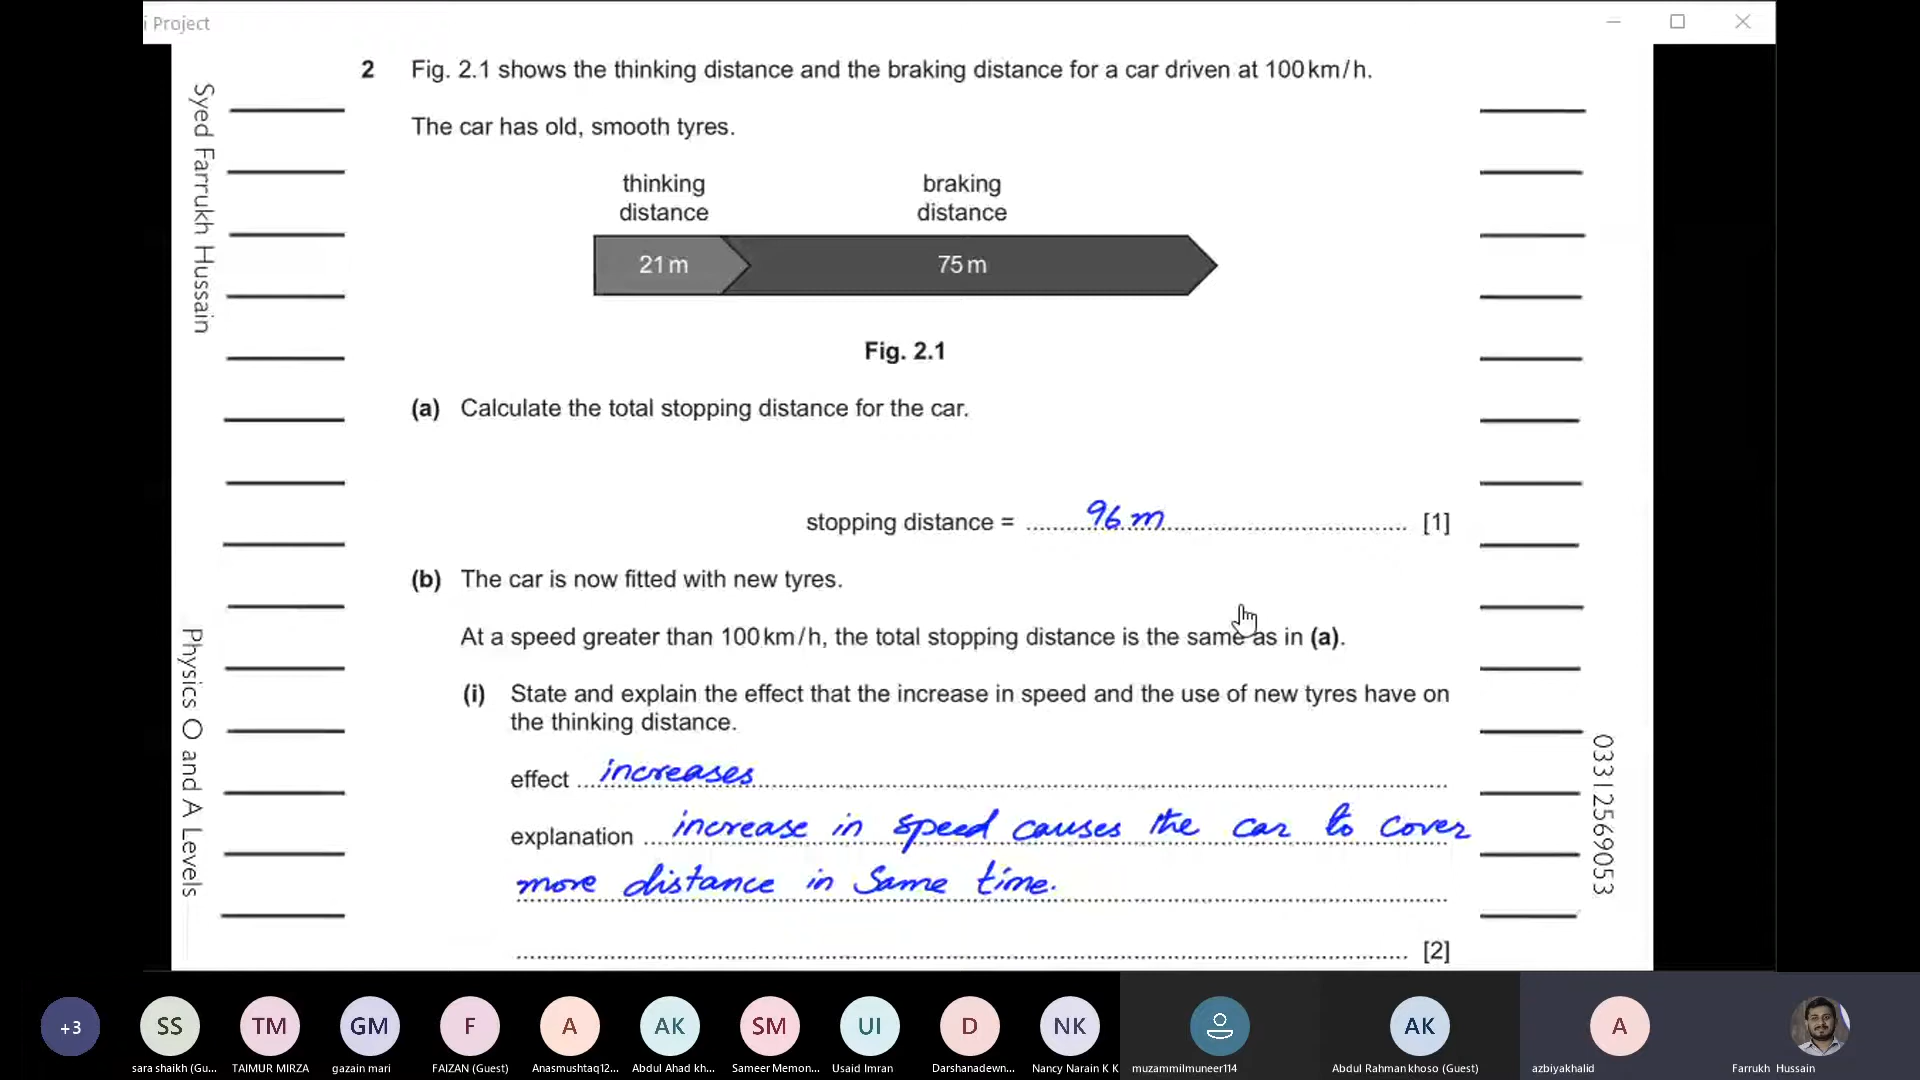 i Project
2 Fig. 2.1 shows the thinking distance and the braking distance for a car driven at 100 km/h.
The car has old, smooth tyres.
thinking distance
braking distance
21 m
75 m
Fig. 2.1
(a) Calculate the total stopping distance for the car.
stopping distance = 96 m [1]
(b) The car is now fitted with new tyres.
At a speed greater than 100 km/h, the total stopping distance is the same as in (a).
(i) State and explain the effect that the increase in speed and the use of new tyres have on
the thinking distance.
effect increases
explanation increase in speed causes the car to cover
more distance in same time.
[2]
Syed Farrukh Hussain
Physics O and A Levels
03312569053
+3
SS
TM
GM
F
A
AK
SM
UI
D
NK
AK
A
sara shaikh (Gu...
TAIMUR MIRZA
gazain mari
FAIZAN (Guest)
Anasmushtaq12...
Abdul Ahad kh...
Sameer Memon...
Usaid Imran
Darshanadewn...
Nancy Narain K K
muzammilmuneer114
Abdul Rahman khoso (Guest)
azbiyakhalid
Farrukh Hussain